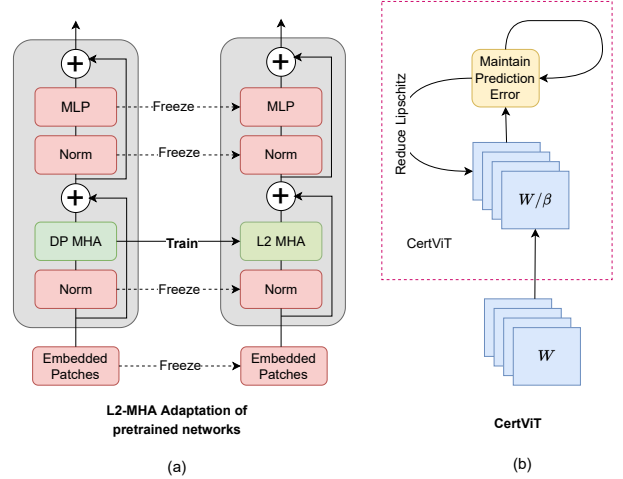 +
+
MLP
Freeze
MLP
Norm
Freeze
Norm
+
+
DP MHA
Train
L2 MHA
Norm
Freeze
Norm
Embedded
Patches
Freeze
Embedded
Patches
L2-MHA Adaptation of
pretrained networks
(a)
Maintain
Prediction
Error
Reduce Lipschitz
W/β
CertViT
W
CertViT
(b)